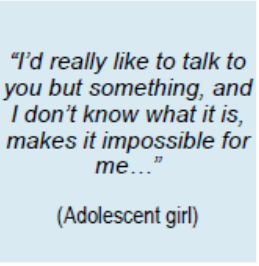 “I’d really like to talk to
you but something, and
I don’t know what it is,
makes it impossible for
me…”
(Adolescent girl)